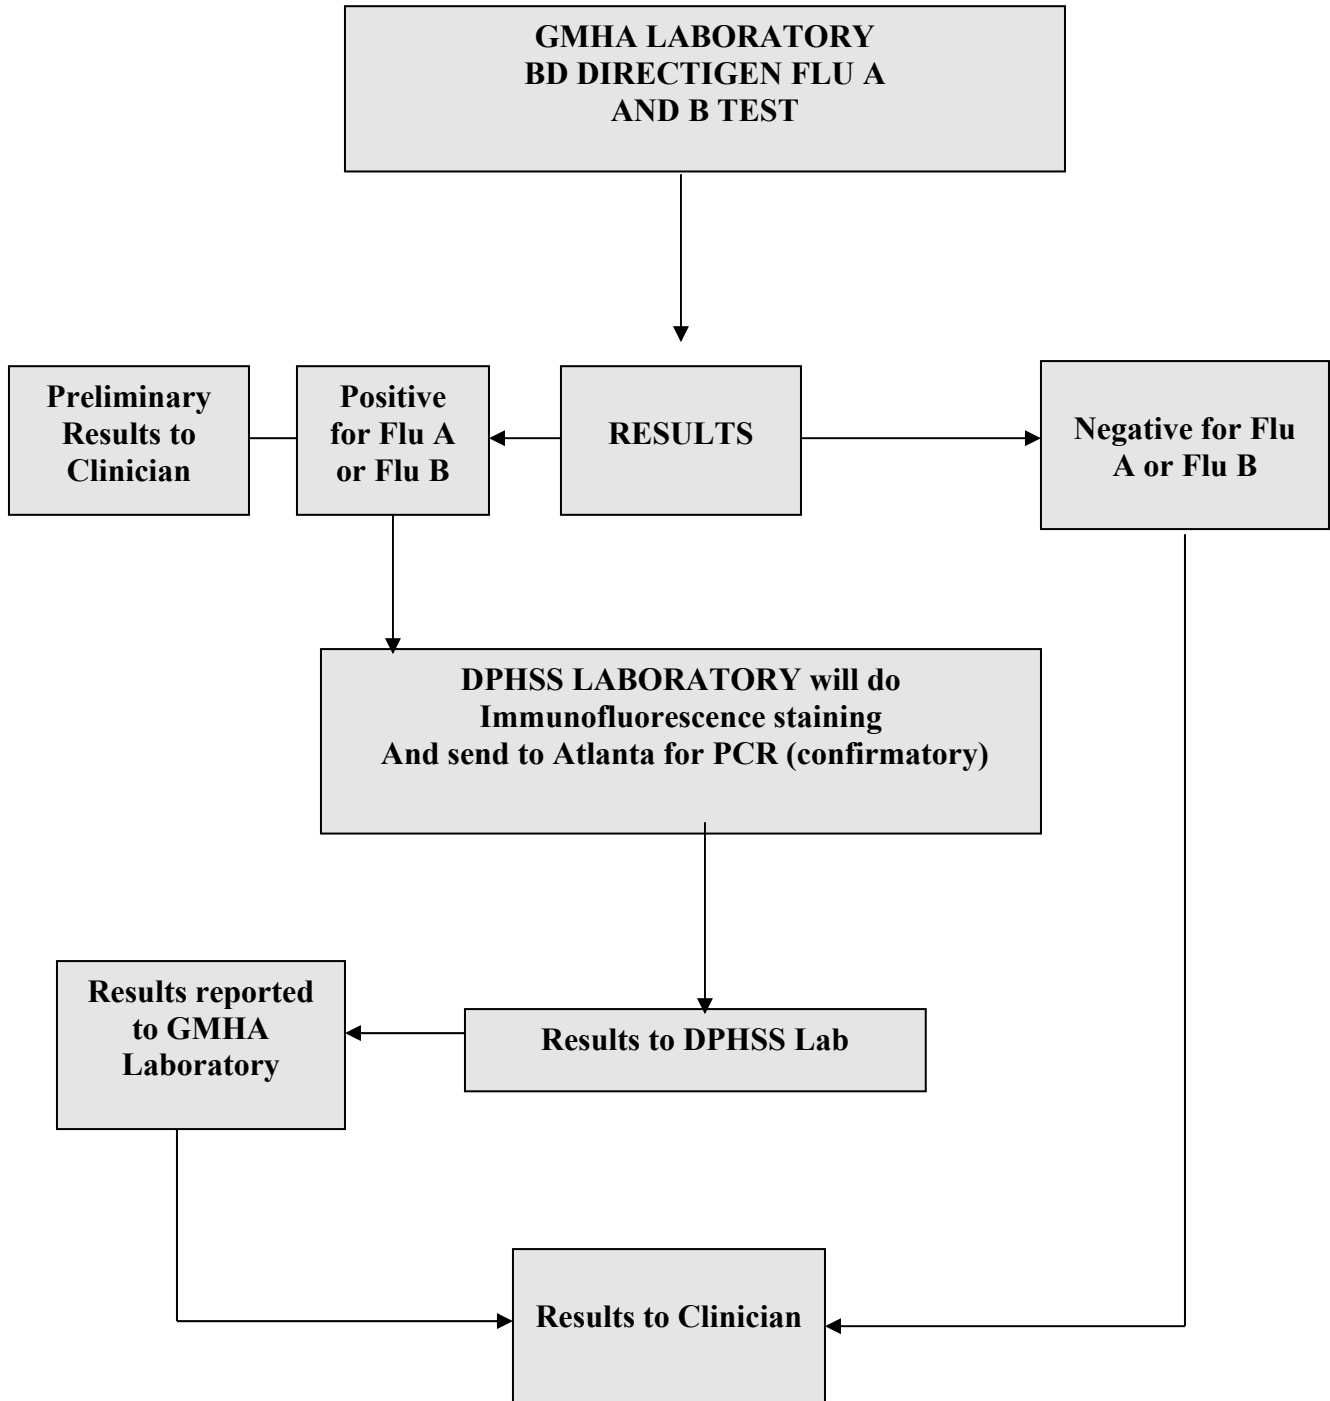 GMHA LABORATORY
BD DIRECTIGEN FLU A
AND B TEST
Preliminary
Results to
Clinician
Positive
for Flu A
or Flu B
RESULTS
Negative for Flu
A or Flu B
DPHSS LABORATORY will do
Immunofluorescence staining
And send to Atlanta for PCR (confirmatory)
Results reported
to GMHA
Laboratory
Results to DPHSS Lab
Results to Clinician